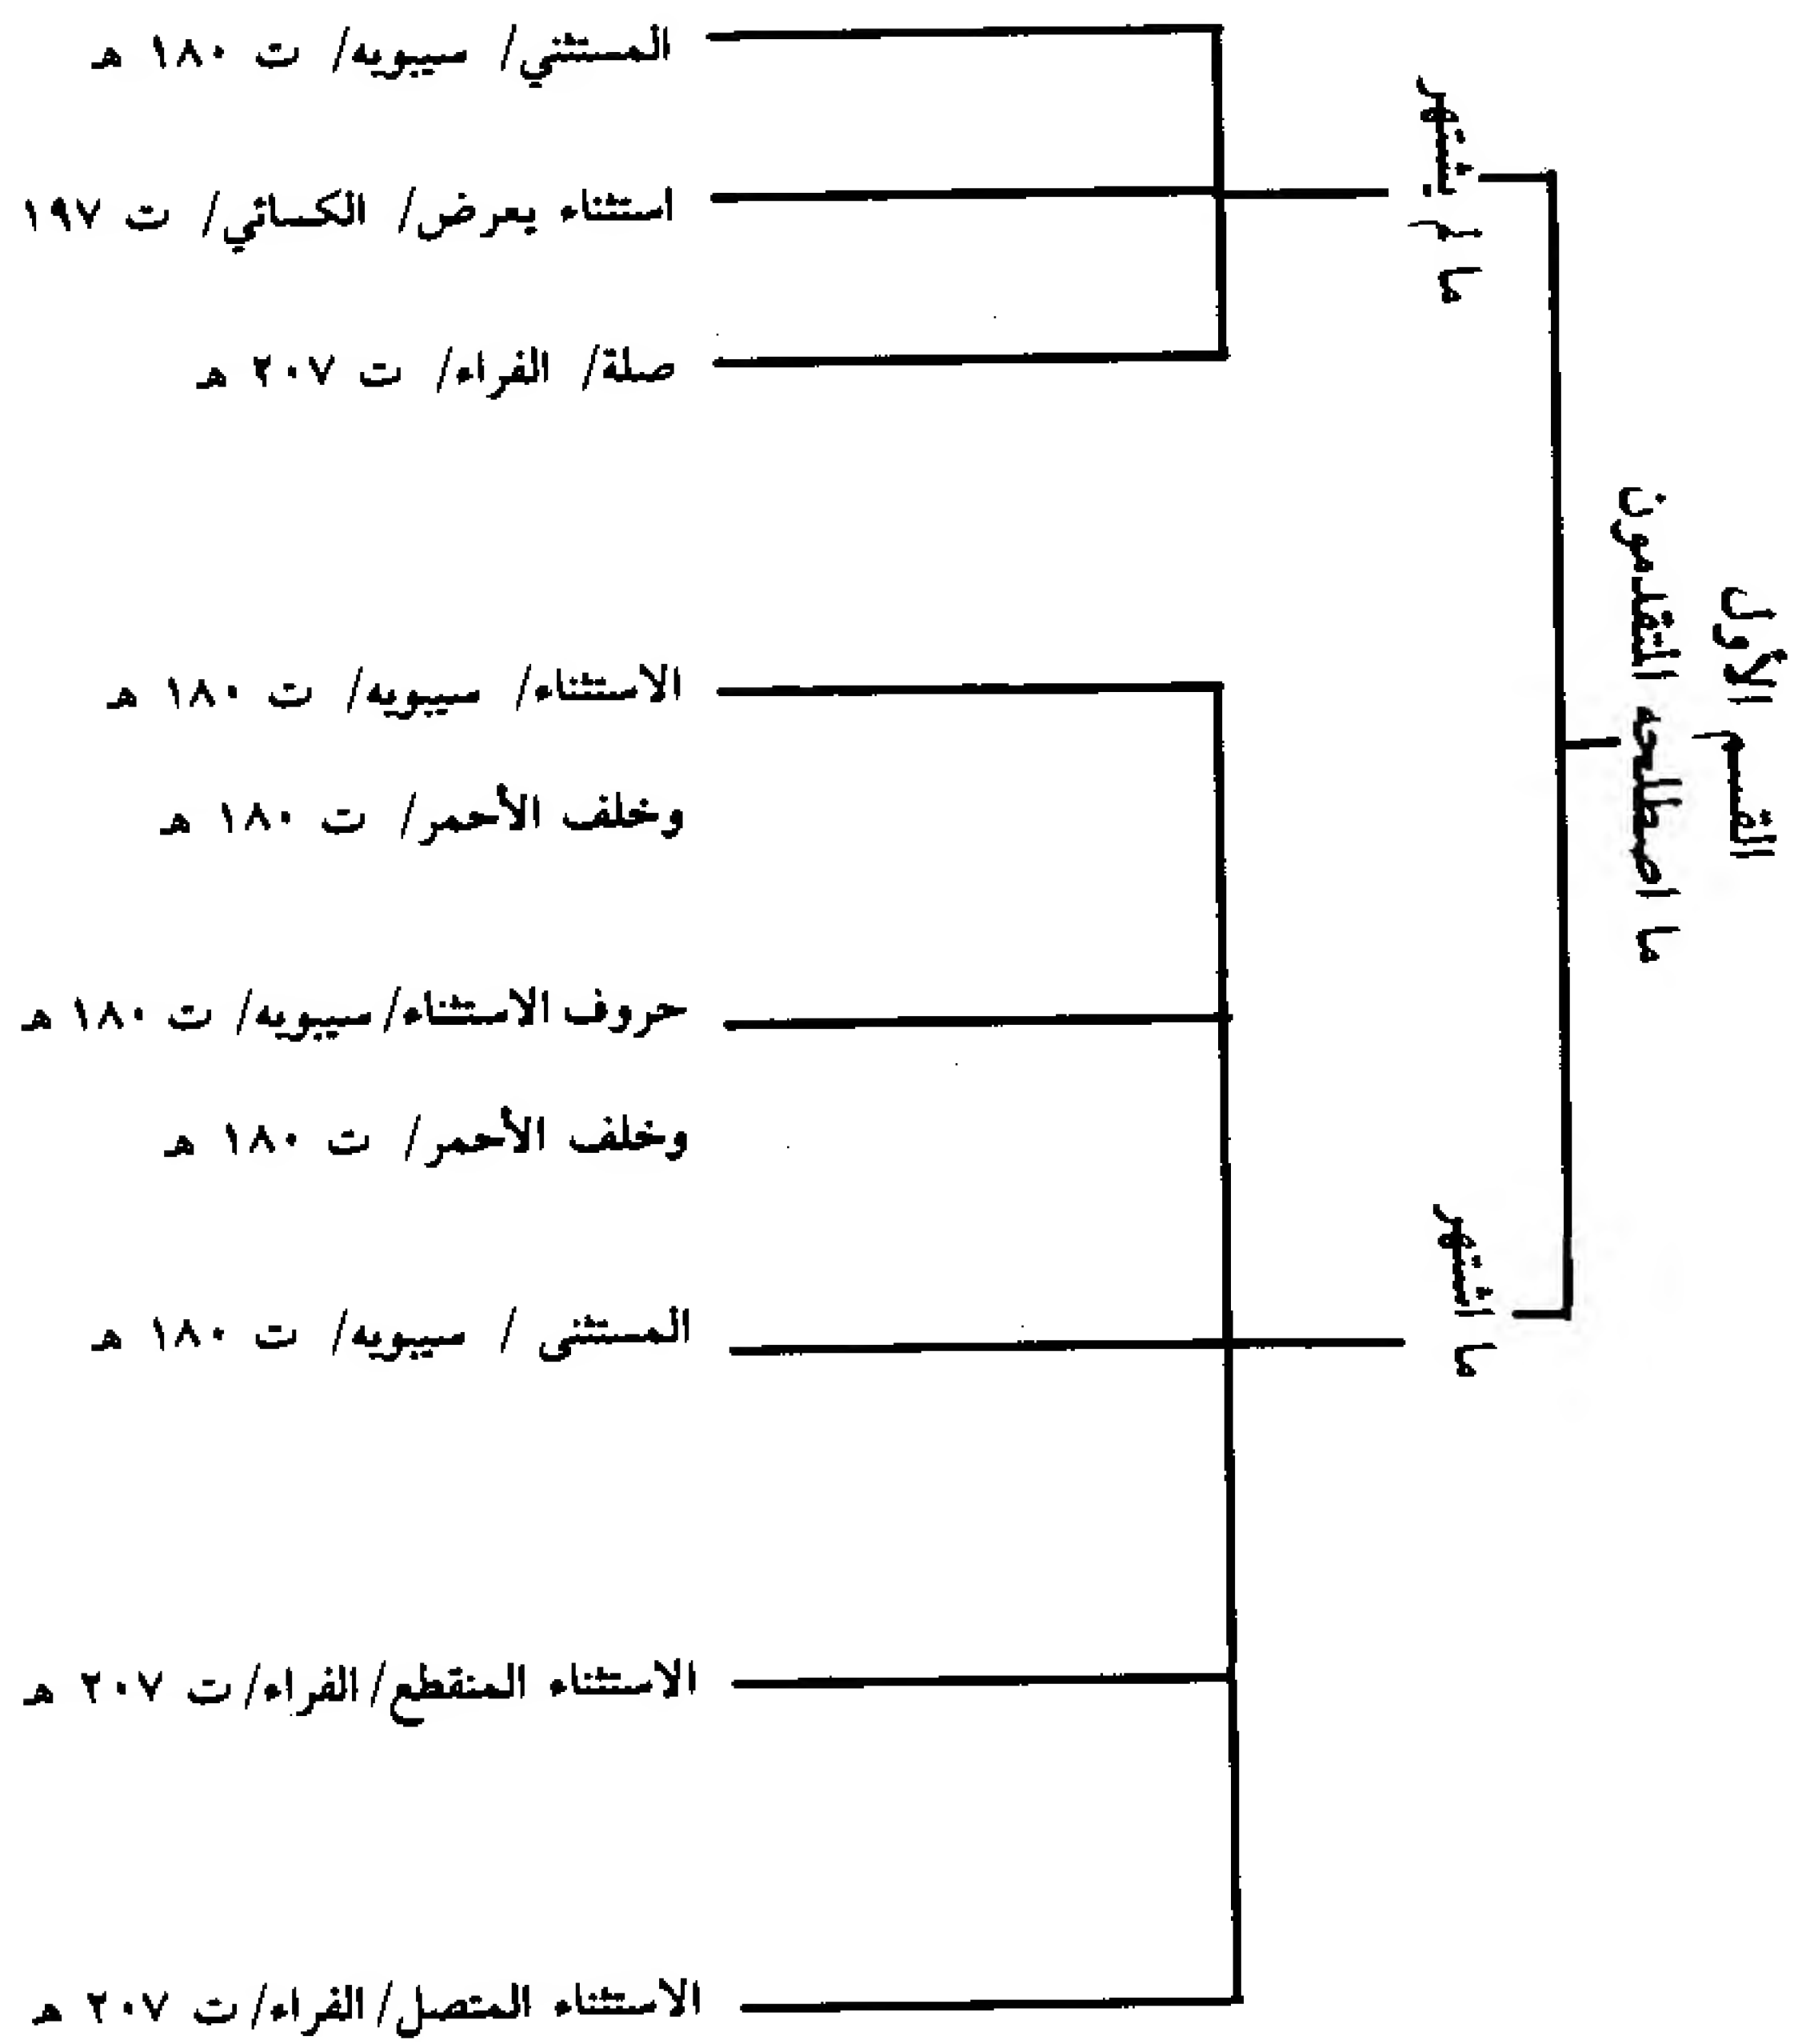 القسم الأول
ما اصطلحه المتقدمون
ما لم يشتهر
المستثني/ سيبويه/ ت ١٨٠ هـ
استثناء يعرض/ الكسائي/ ت ١٩٧
صلة/ الفراء/ ت ٢٠٧ هـ
ما اشتهر
الاستثناء/ سيبويه/ ت ١٨٠ هـ
وخلف الأحمر/ ت ١٨٠ هـ
حروف الاستثناء/سيبويه/ ت ١٨٠ هـ
وخلف الأحمر/ ت ١٨٠ هـ
المستثنى / سيبويه/ ت ١٨٠ هـ
الاستثناء المنقطع/الفراء/ت ٢٠٧ هـ
الاستثناء المتصل/الفراء/ت ٢٠٧ هـ